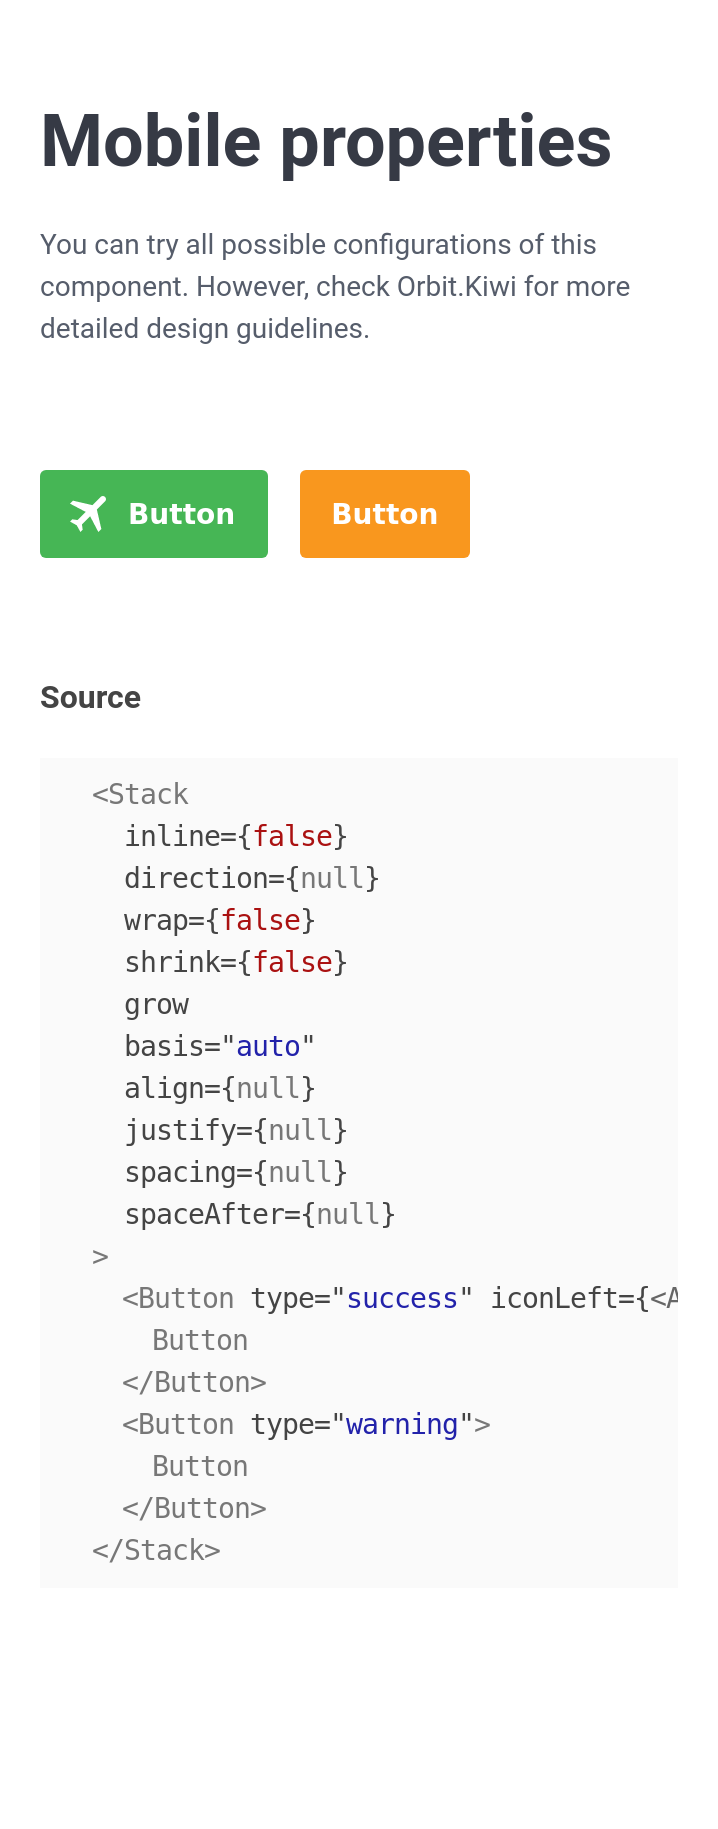 Mobile properties
You can try all possible configurations of this
component. However, check Orbit.Kiwi for more
detailed design guidelines.
Button Button
Source
<Stack
inline={false}
direction={null}
wrap={false}
shrink={false}
grow
basis="auto"
align={null}
justify={null}
spacing={null}
spaceAfter={null}
>
<Button type="success" iconLeft={<A
Button
</Button>
<Button type="warning">
Button
</Button>
</Stack>